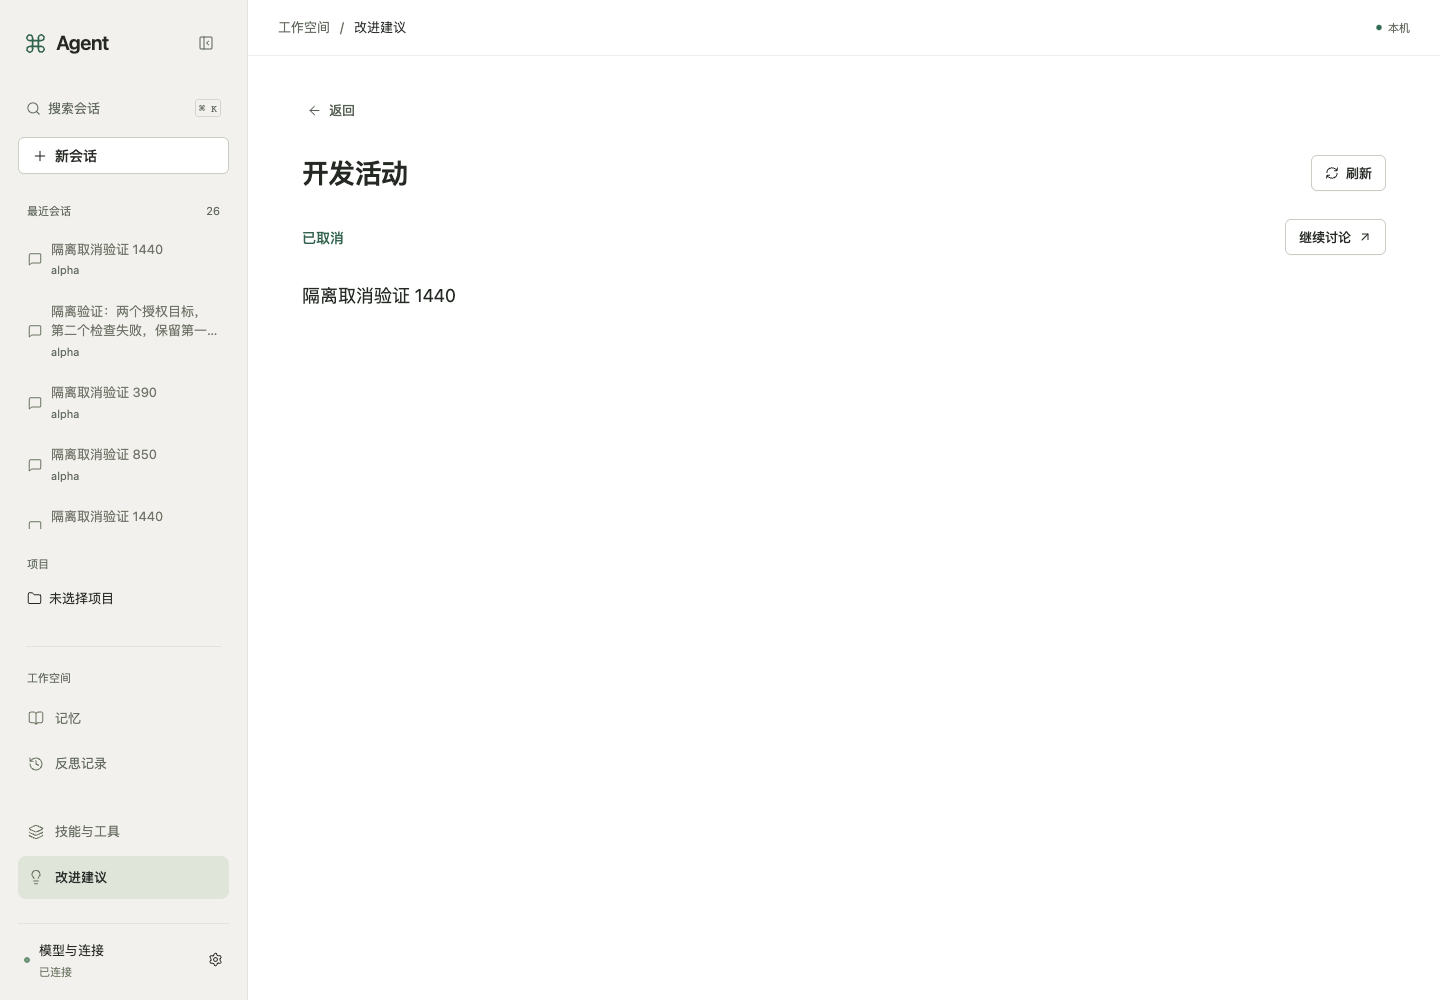 Agent
搜索会话
⌘ K
新会话
最近会话 26
隔离取消验证 1440
alpha
隔离验证：两个授权目标，
第二个检查失败，保留第一...
alpha
隔离取消验证 390
alpha
隔离取消验证 850
alpha
隔离取消验证 1440
项目
未选择项目
工作空间
记忆
反思记录
技能与工具
改进建议
模型与连接
已连接
工作空间 / 改进建议
本机
返回
开发活动
刷新
已取消
继续讨论
隔离取消验证 1440